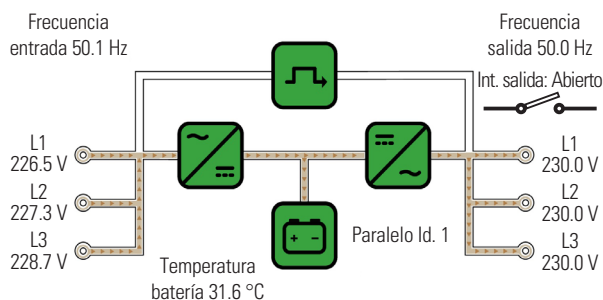 Frecuencia
entrada 50.1 Hz
Frecuencia
salida 50.0 Hz
Int. salida: Abierto
L1
226.5 V
L2
227.3 V
L3
228.7 V
L1
230.0 V
L2
230.0 V
L3
230.0 V
Paralelo Id. 1
Temperatura
batería 31.6 °C